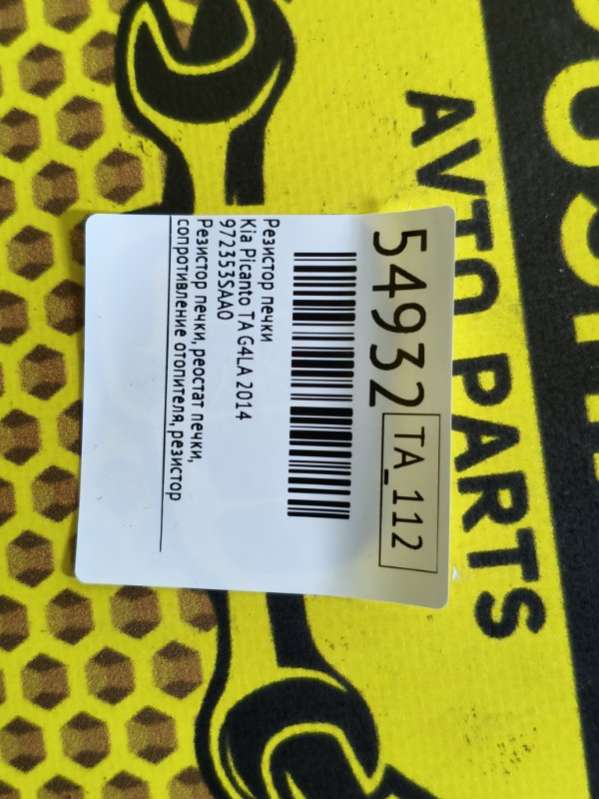 AVTO PARTS
54932
TA_112
Резистор печки
Kia Picanto TA G4LA 2014
972353SAA0
Резистор печки, реостат печки,
сопротивление отопителя, резистор